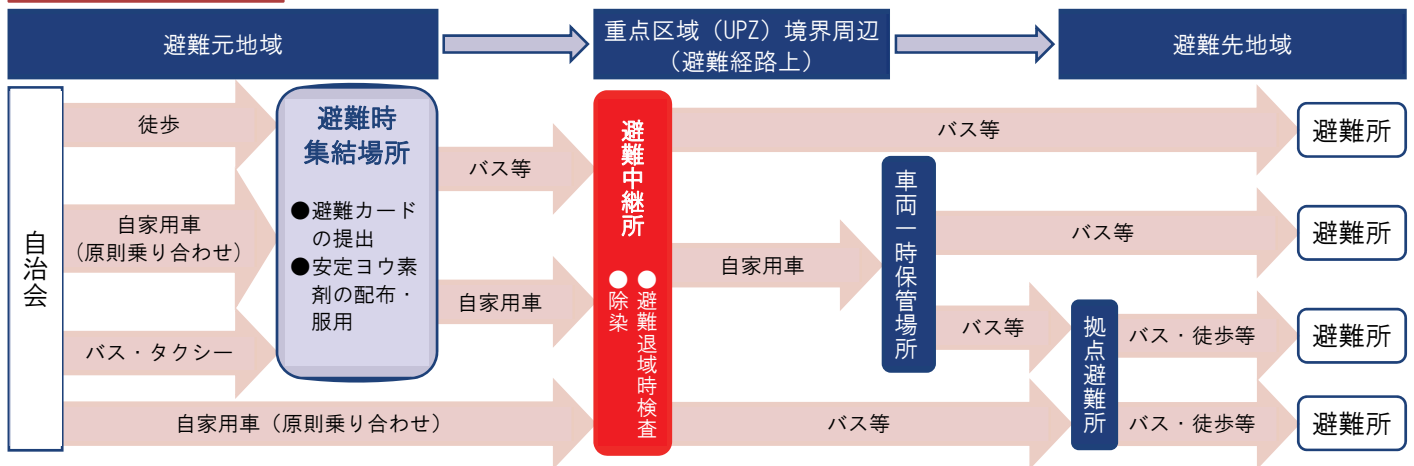 避難元地域
重点区域（UPZ）境界周辺
（避難経路上）
避難先地域
自治会
徒歩
自家用車
（原則乗り合わせ）
バス・タクシー
自家用車（原則乗り合わせ）
避難時
集結場所
●避難カード
の提出
●安定ヨウ素
剤の配布・
服用
バス等
自家用車
避難中継所
●避難退域時検査
●除染
バス等
自家用車
バス等
車両一時保管場所
バス等
バス等
拠点避難所
バス・徒歩等
バス・徒歩等
避難所
避難所
避難所
避難所